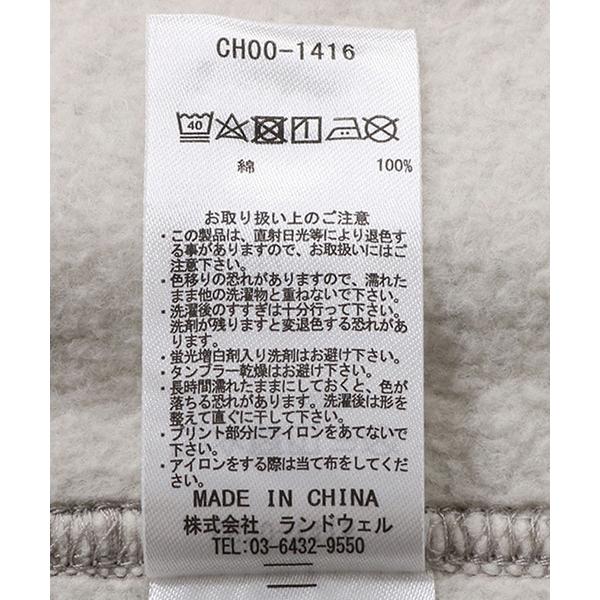 CH00-1416
40
綿 100%
お取り扱い上のご注意
・この製品は、直射日光等により退色す
る事がありますので、お取扱いにはご
注意下さい。
・色移りの恐れがありますので、濡れた
まま他の洗濯物と重ねないで下さい。
・洗濯後のすすぎは十分行って下さい。
洗剤が残りますと変退色する恐れがあ
ります。
・蛍光増白剤入り洗剤はお避け下さい。
・タンブラー乾燥はお避け下さい。
・長時間濡れたままにしておくと、色が
落ちる恐れがあります。洗濯後は形を
整えて直ぐに干して下さい。
・プリント部分にアイロンをあてないで
下さい。
・アイロンをする際は当て布をしてくだ
さい。
MADE IN CHINA
株式会社 ランドウェル
TEL:03-6432-9550